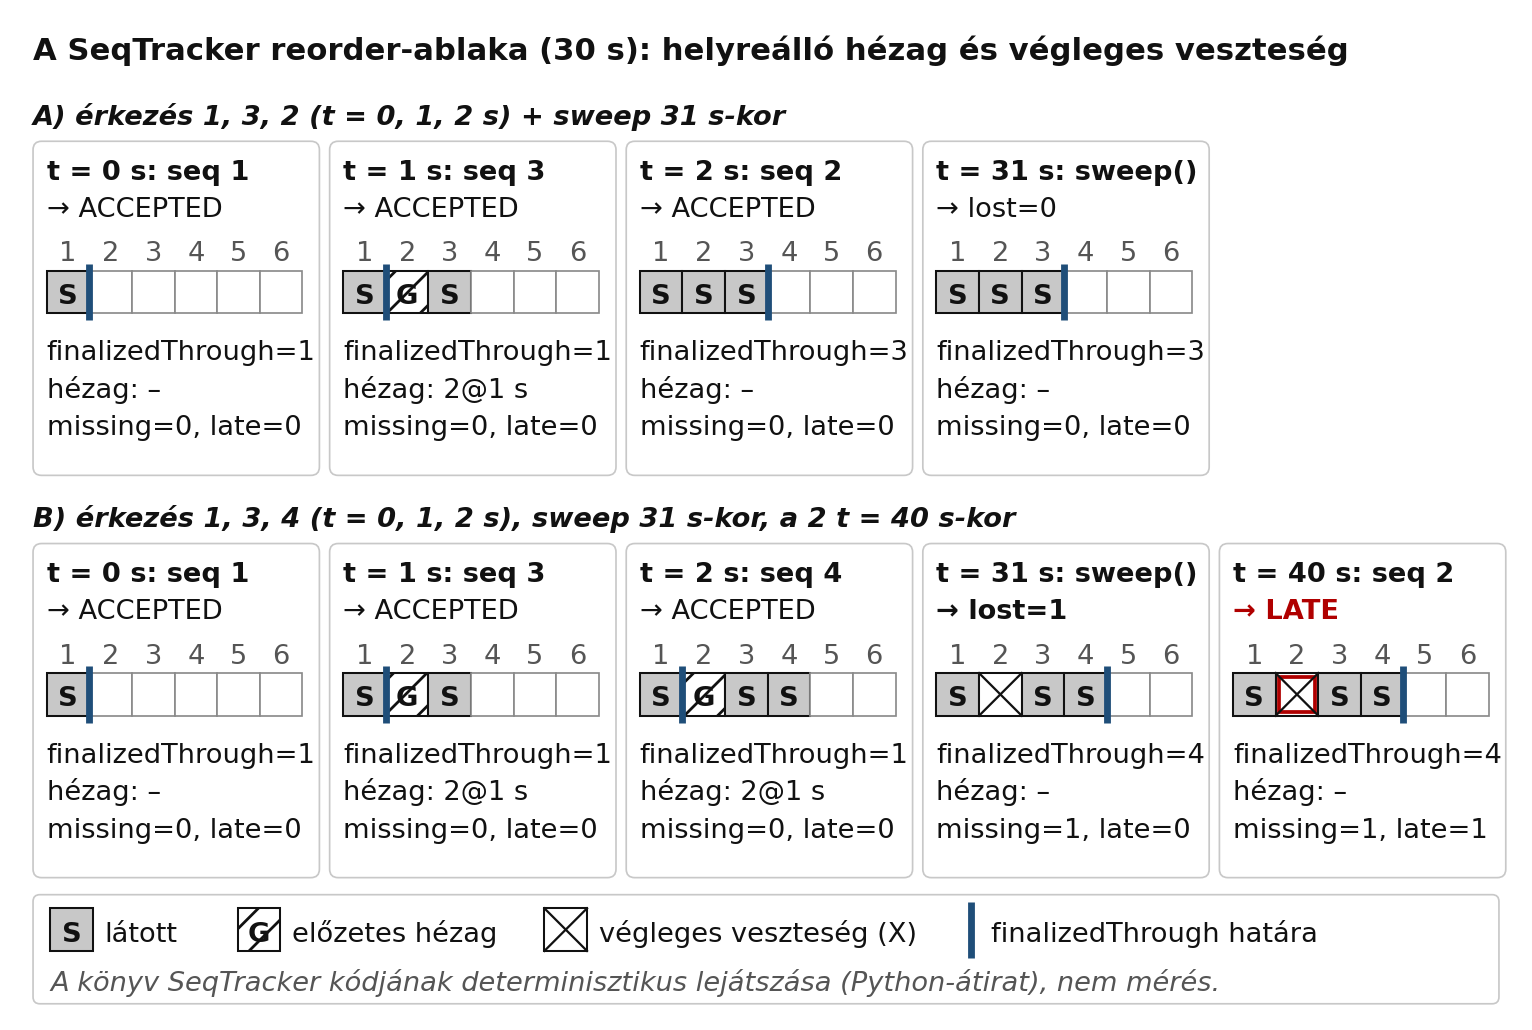 A SeqTracker reorder-ablaka (30 s): helyreálló hézag és végleges veszteség
A) érkezés 1, 3, 2 (t = 0, 1, 2 s) + sweep 31 s-kor
t = 0 s: seq 1
→ ACCEPTED
1 2 3 4 5 6
S
finalizedThrough=1
hézag: –
missing=0, late=0
t = 1 s: seq 3
→ ACCEPTED
1 2 3 4 5 6
S G S
finalizedThrough=1
hézag: 2@1 s
missing=0, late=0
t = 2 s: seq 2
→ ACCEPTED
1 2 3 4 5 6
S S S
finalizedThrough=3
hézag: –
missing=0, late=0
t = 31 s: sweep()
→ lost=0
1 2 3 4 5 6
S S S
finalizedThrough=3
hézag: –
missing=0, late=0
B) érkezés 1, 3, 4 (t = 0, 1, 2 s), sweep 31 s-kor, a 2 t = 40 s-kor
t = 0 s: seq 1
→ ACCEPTED
1 2 3 4 5 6
S
finalizedThrough=1
hézag: –
missing=0, late=0
t = 1 s: seq 3
→ ACCEPTED
1 2 3 4 5 6
S G S
finalizedThrough=1
hézag: 2@1 s
missing=0, late=0
t = 2 s: seq 4
→ ACCEPTED
1 2 3 4 5 6
S G S S
finalizedThrough=1
hézag: 2@1 s
missing=0, late=0
t = 31 s: sweep()
→ lost=1
1 2 3 4 5 6
S S S
finalizedThrough=4
hézag: –
missing=1, late=0
t = 40 s: seq 2
→ LATE
1 2 3 4 5 6
S S S
finalizedThrough=4
hézag: –
missing=1, late=1
S látott
G előzetes hézag
végleges veszteség (X)
finalizedThrough határa
A könyv SeqTracker kódjának determinisztikus lejátszása (Python-átirat), nem mérés.